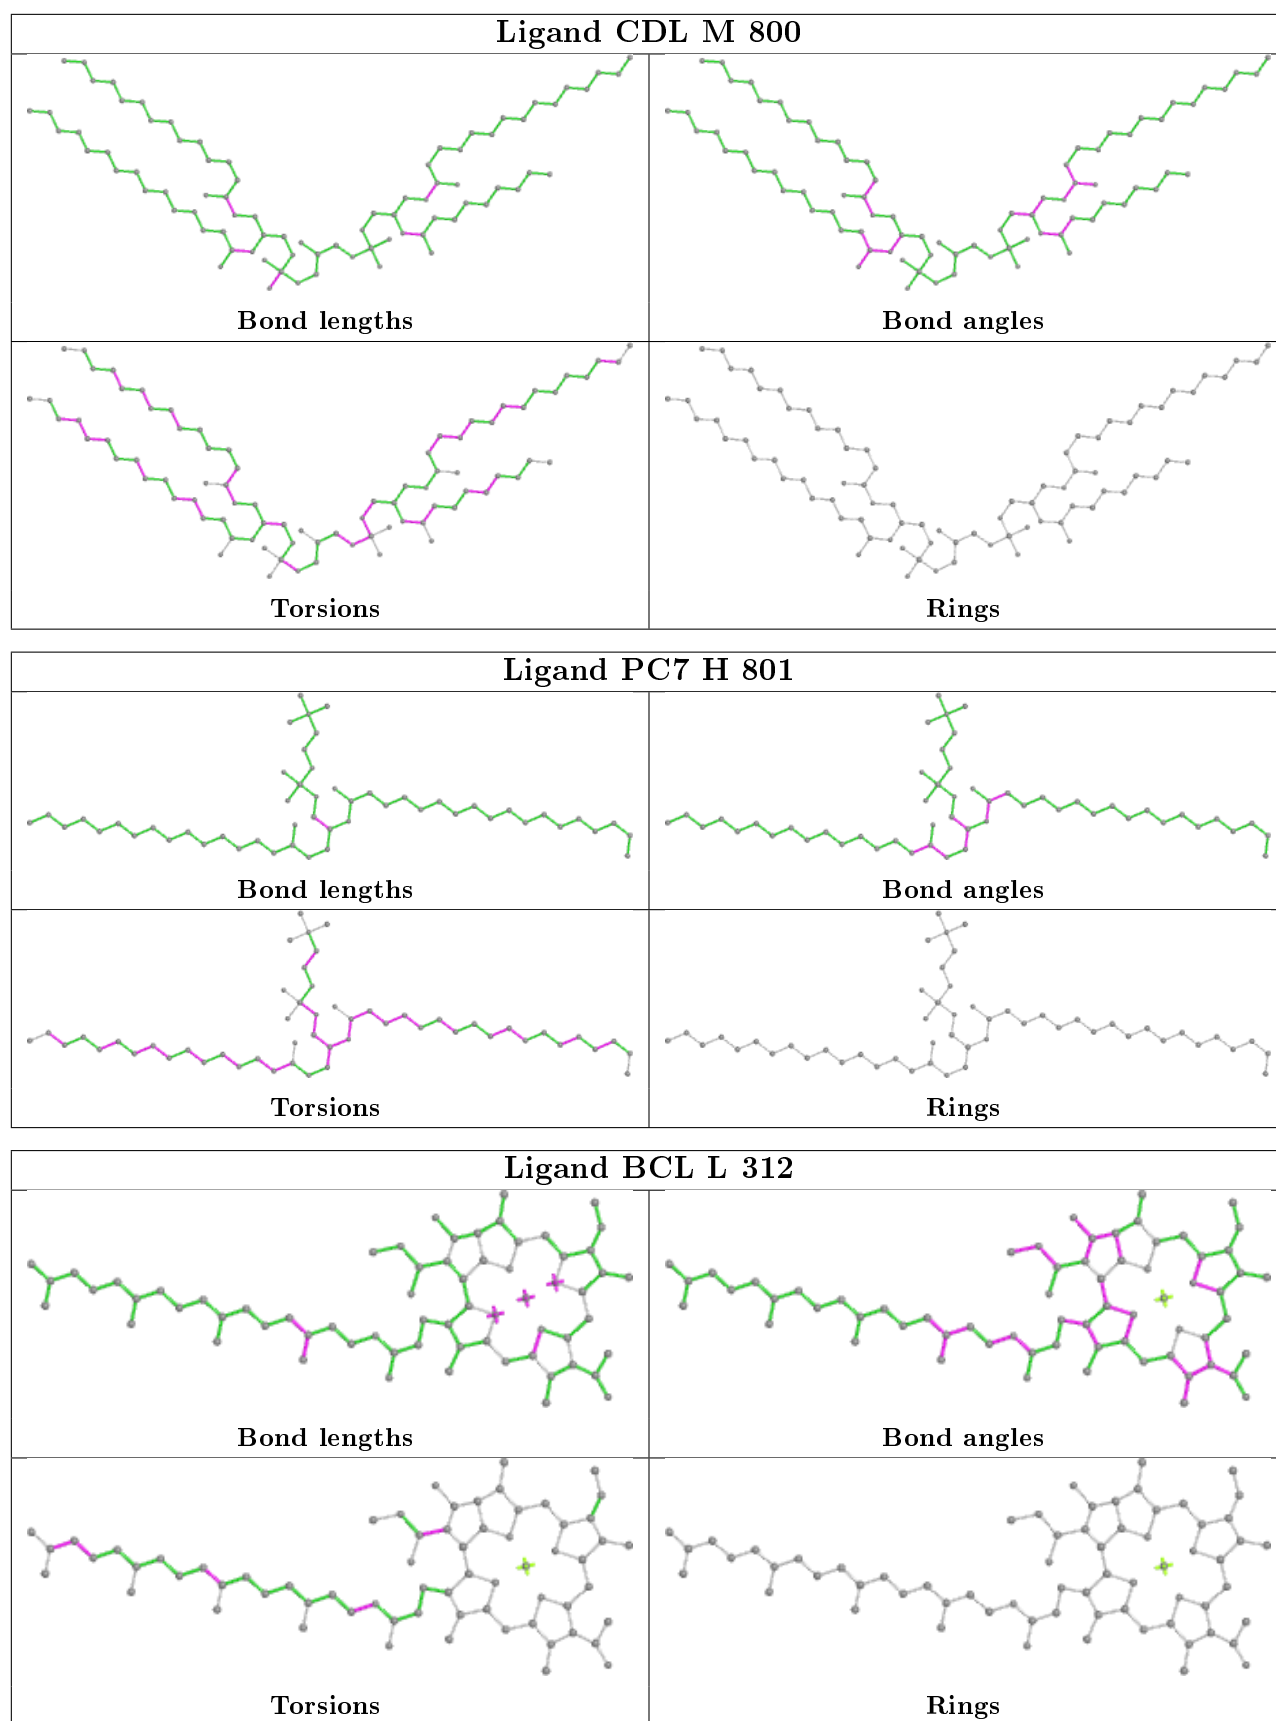 Ligand CDL M 800
Bond lengths
Bond angles
Torsions
Rings
Ligand PC7 H 801
Bond lengths
Bond angles
Torsions
Rings
Ligand BCL L 312
Bond lengths
Bond angles
Torsions
Rings